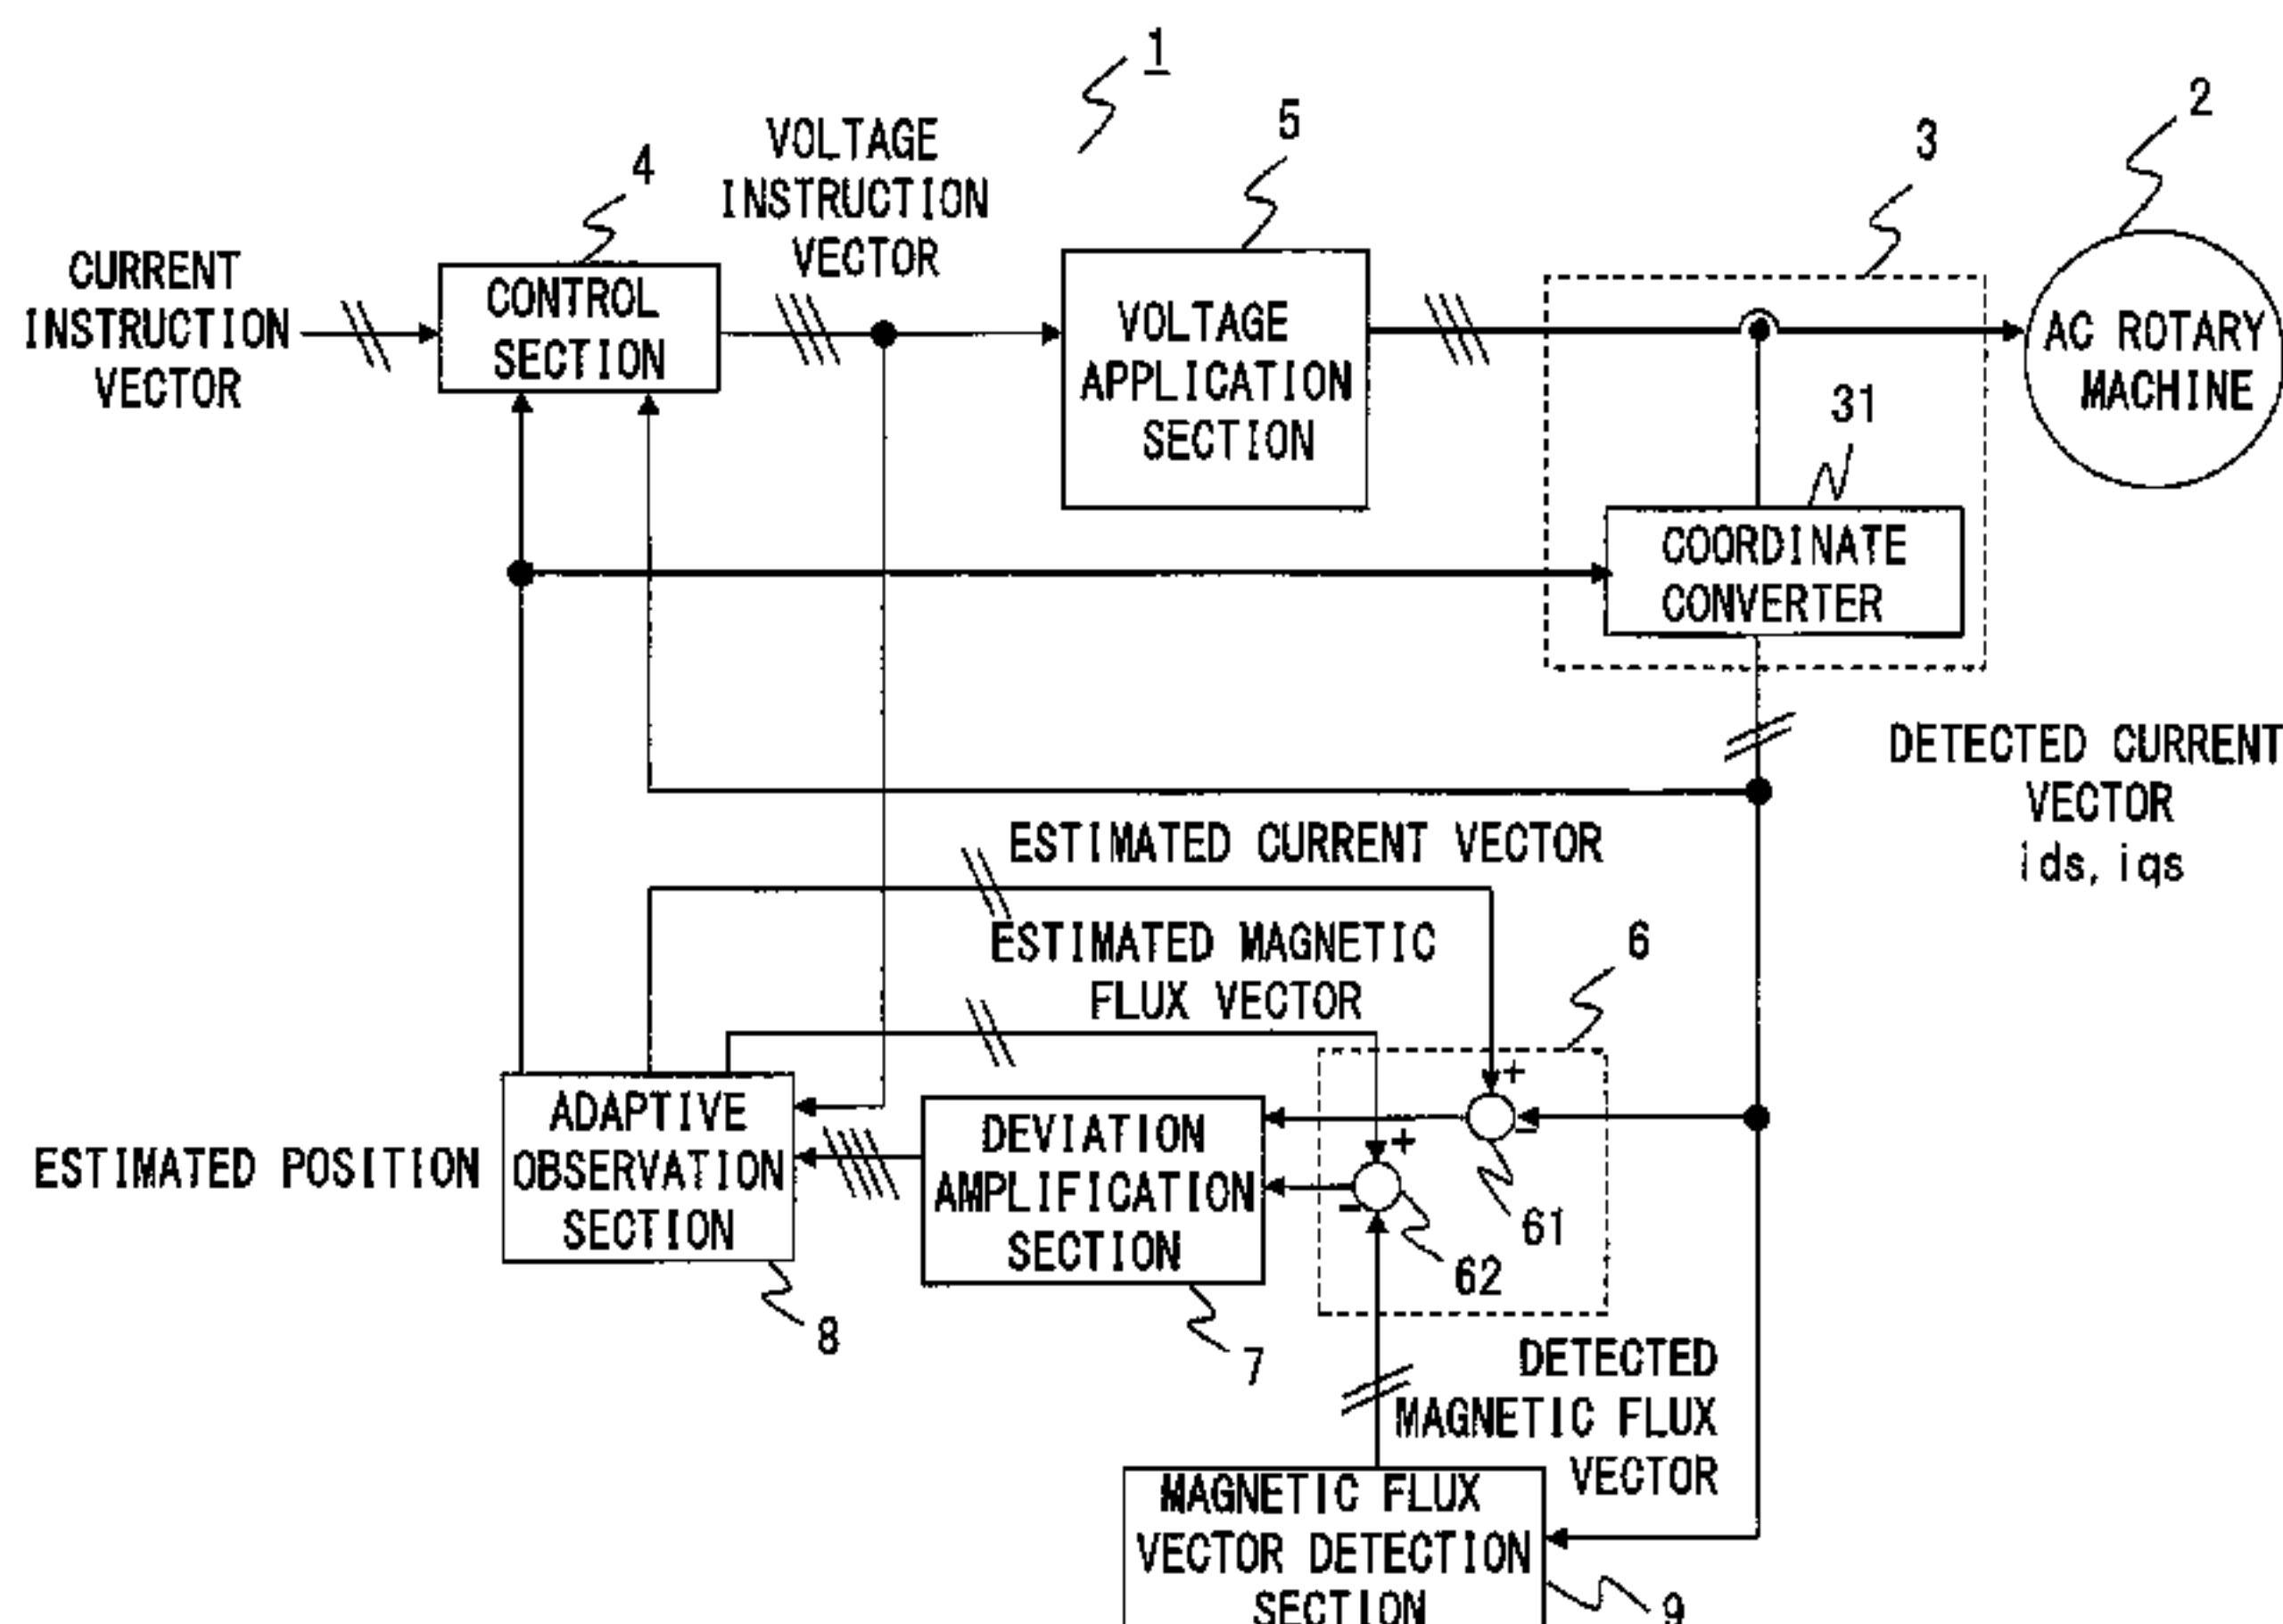 1
2
3
4
5
VOLTAGE
INSTRUCTION
VECTOR
CURRENT
INSTRUCTION
VECTOR
CONTROL
SECTION
VOLTAGE
APPLICATION
SECTION
AC ROTARY
MACHINE
31
COORDINATE
CONVERTER
DETECTED CURRENT
VECTOR
ids, iqs
ESTIMATED CURRENT VECTOR
ESTIMATED MAGNETIC
FLUX VECTOR
6
+
-
61
+
-
62
ESTIMATED POSITION
ADAPTIVE
OBSERVATION
SECTION
8
DEVIATION
AMPLIFICATION
SECTION
7
DETECTED
MAGNETIC FLUX
VECTOR
MAGNETIC FLUX
VECTOR DETECTION
SECTION
9